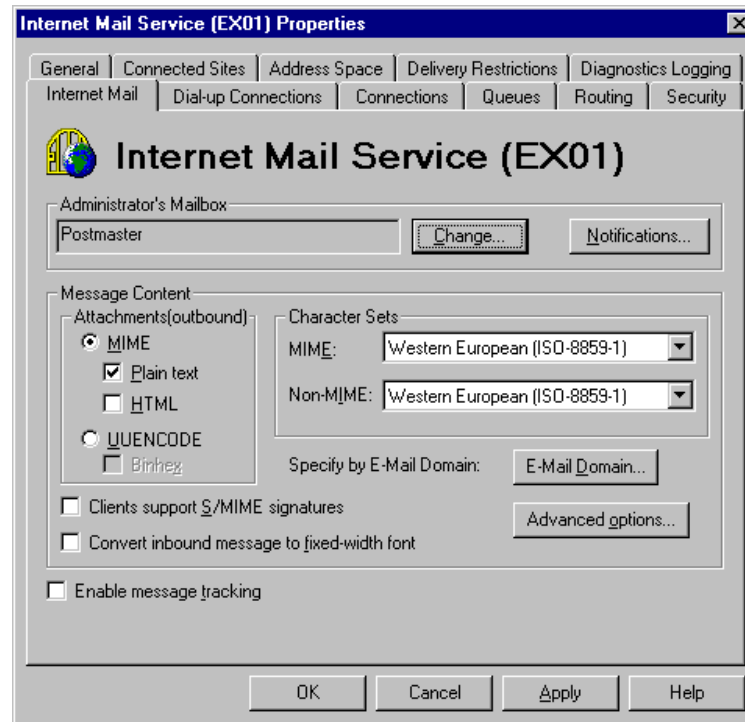 Internet Mail Service (EX01) Properties
General Connected Sites Address Space Delivery Restrictions Diagnostics Logging
Internet Mail Dial-up Connections Connections Queues Routing Security
Internet Mail Service (EX01)
Administrator's Mailbox
Postmaster Change... Notifications...
Message Content
Attachments(outbound)
MIME
Plain text
HTML
UUENCODE
Binhex
Character Sets
MIME: Western European (ISO-8859-1)
Non-MIME: Western European (ISO-8859-1)
Specify by E-Mail Domain: E-Mail Domain...
Clients support S/MIME signatures
Advanced options...
Convert inbound message to fixed-width font
Enable message tracking
OK Cancel Apply Help